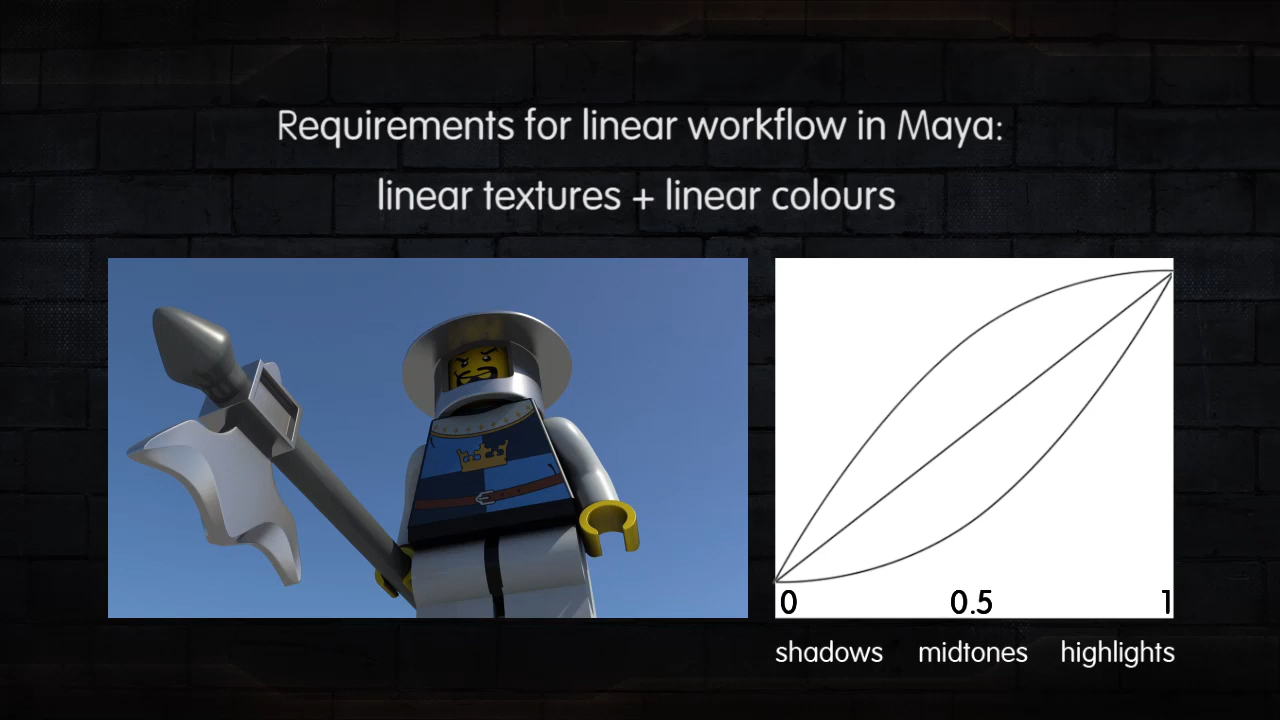 Requirements for linear workflow in Maya:
linear textures + linear colours
0 0.5 1
shadows midtones highlights